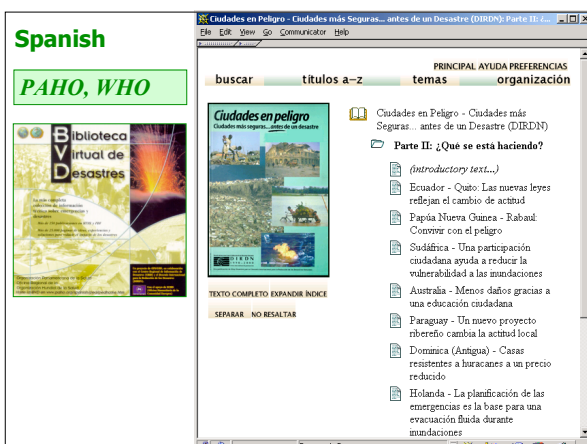 Spanish
PAHO, WHO
Biblioteca
Virtual de
Desastres
Ciudades en Peligro - Ciudades más Seguras... antes de un Desastre (DIRDN): Parte II: ¿
File Edit View Go Communicator Help
PRINCIPAL AYUDA PREFERENCIAS
buscar títulos a-z temas organización
Ciudades en peligro
Ciudades más seguras... antes de un desastre
DIRDN
TEXTO COMPLETO EXPANDIR ÍNDICE
SEPARAR NO RESALTAR
Ciudades en Peligro - Ciudades más
Seguras... antes de un Desastre (DIRDN)
Parte II: ¿Qué se está haciendo?
(introductory text...)
Ecuador - Quito: Las nuevas leyes
reflejan el cambio de actitud
Papúa Nueva Guinea - Rabaul:
Convivir con el peligro
Sudáfrica - Una participación
ciudadana ayuda a reducir la
vulnerabilidad a las inundaciones
Australia - Menos daños gracias a
una educación ciudadana
Paraguay - Un nuevo proyecto
ribereño cambia la actitud local
Dominica (Antigua) - Casas
resistentes a huracanes a un precio
reducido
Holanda - La planificación de las
emergencias es la base para una
evacuación fluida durante
inundaciones